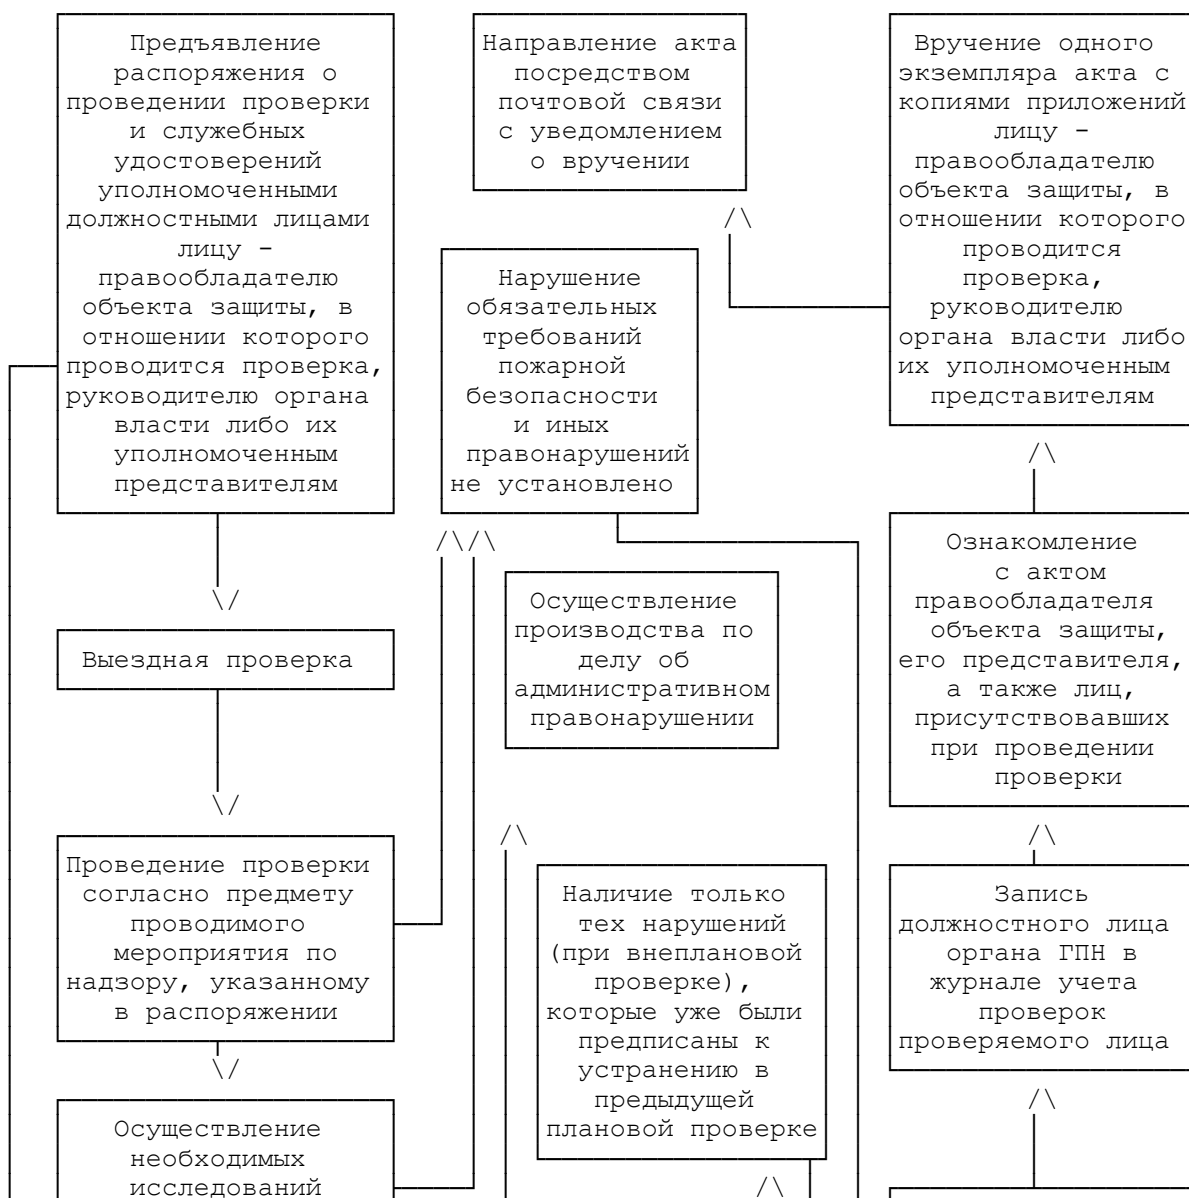 Предъявление
распоряжения о
проведении проверки
и служебных
удостоверений
уполномоченными
должностными лицами
лицу -
правообладателю
объекта защиты, в
отношении которого
проводится проверка,
руководителю органа
власти либо их
уполномоченным
представителям
Выездная проверка
Проведение проверки
согласно предмету
проводимого
мероприятия по
надзору, указанному
в распоряжении
Осуществление
необходимых
исследований
Направление акта
посредством
почтовой связи
с уведомлением
о вручении
Нарушение
обязательных
требований
пожарной
безопасности
и иных
правонарушений
не установлено
Осуществление
производства по
делу об
административном
правонарушении
Наличие только
тех нарушений
(при внеплановой
проверке),
которые уже были
предписаны к
устранению в
предыдущей
плановой проверке
Вручение одного
экземпляра акта с
копиями приложений
лицу -
правообладателю
объекта защиты, в
отношении которого
проводится
проверка,
руководителю
органа власти либо
их уполномоченным
представителям
Ознакомление
с актом
правообладателя
объекта защиты,
его представителя,
а также лиц,
присутствовавших
при проведении
проверки
Запись
должностного лица
органа ГПН в
журнале учета
проверок
проверяемого лица